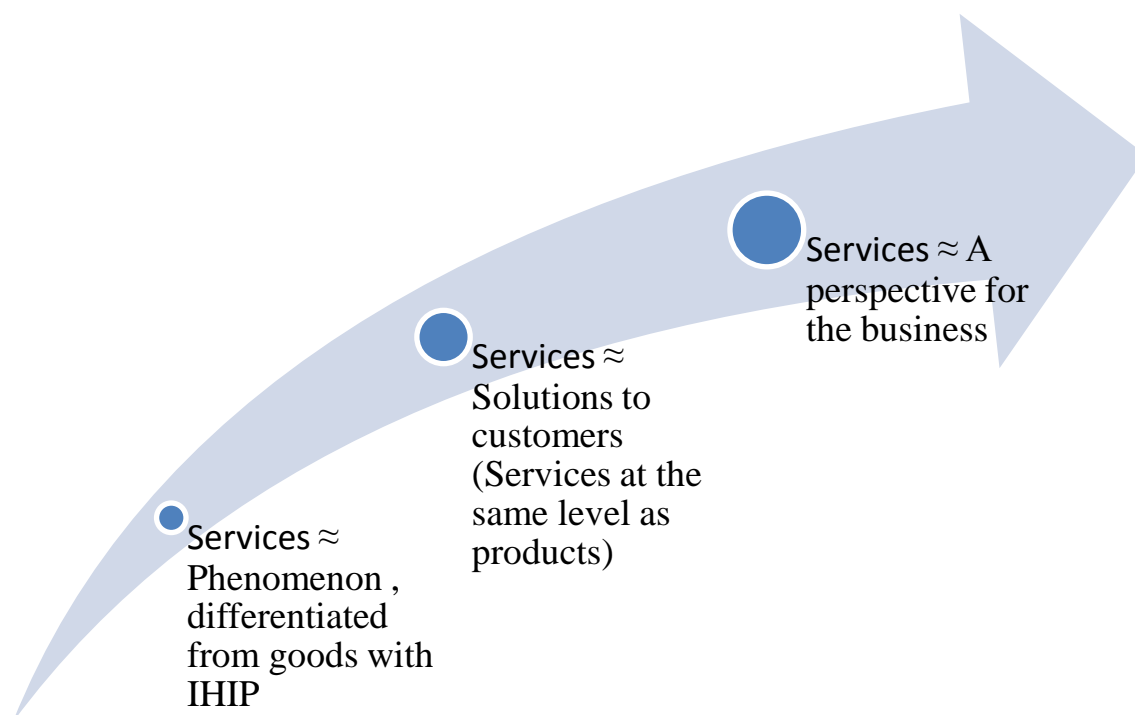 Services ≈ A
perspective for
the business
Services ≈
Solutions to
customers
(Services at the
same level as
products)
Services ≈
Phenomenon ,
differentiated
from goods with
IHIP